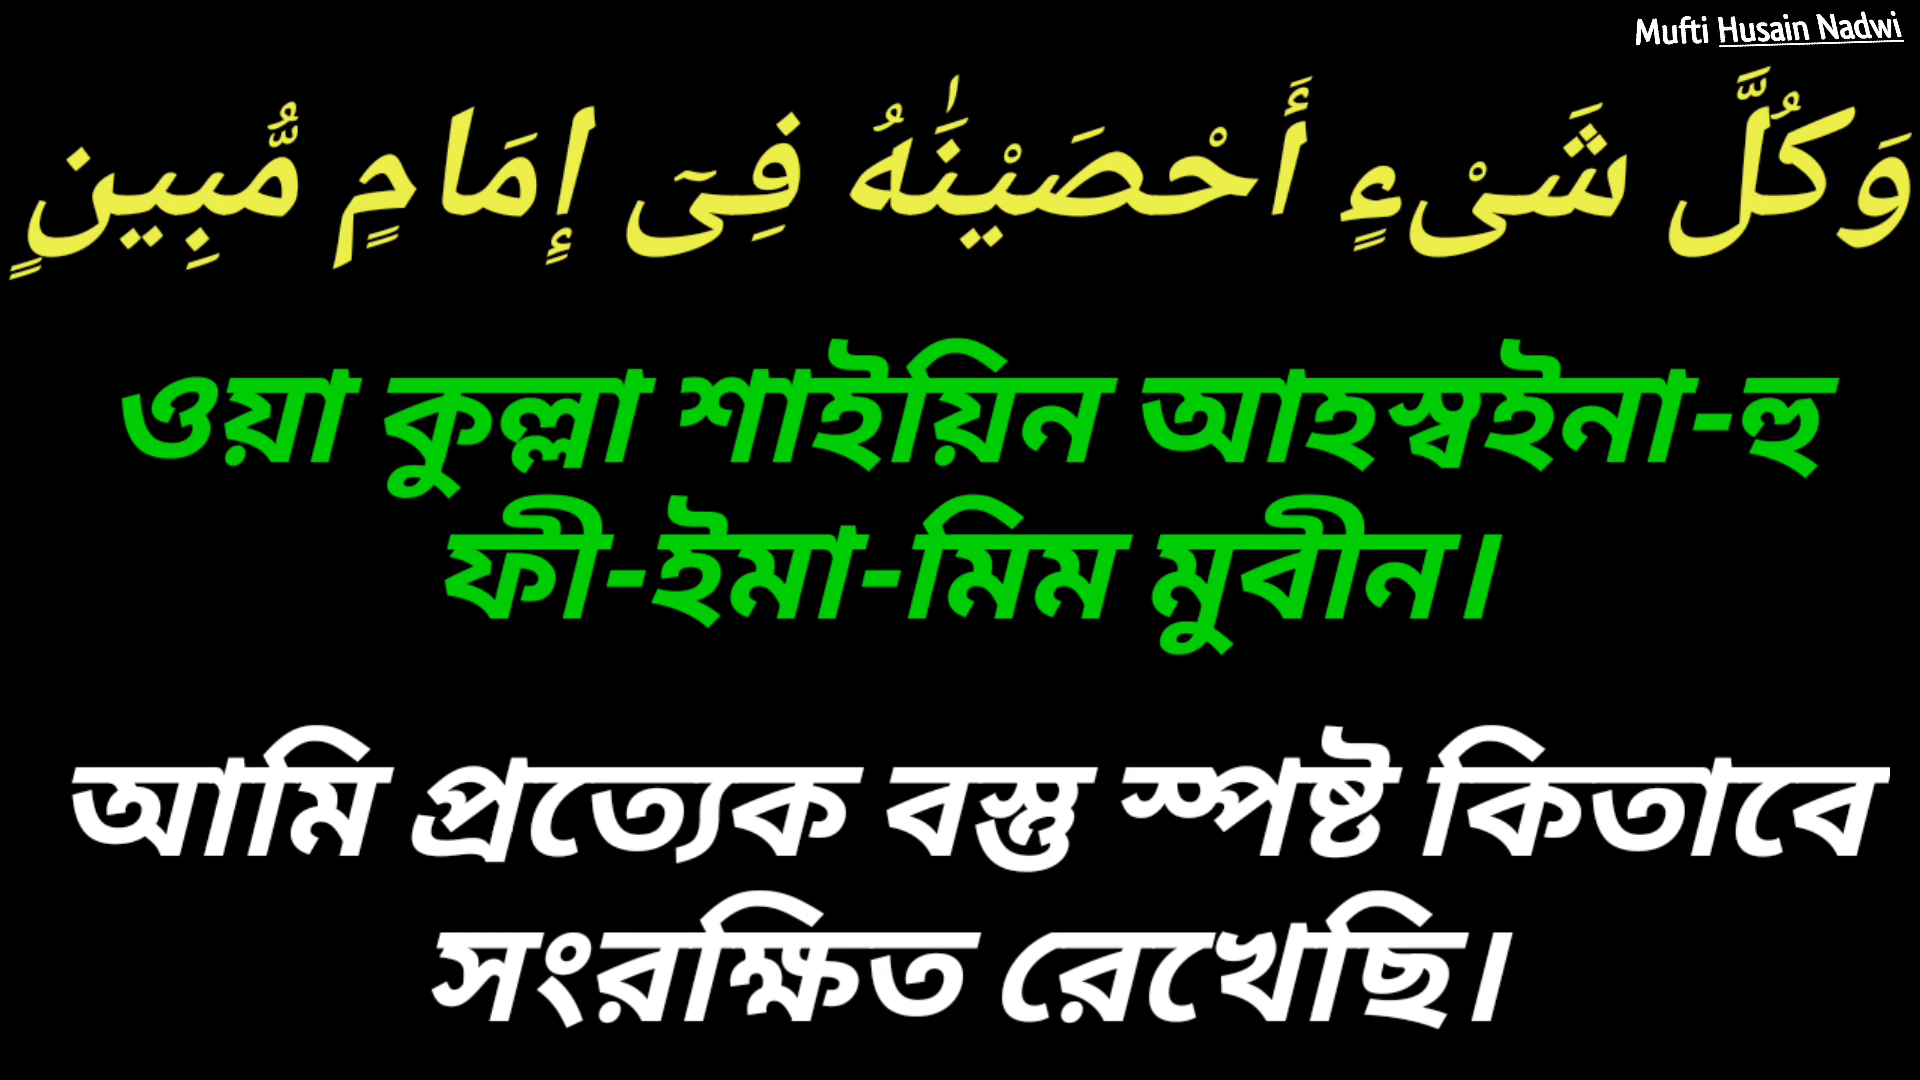 Mufti Husain Nadwi
وَكُلَّ شَىْءٍ أَحْصَيْنَٰهُ فِىٓ إِمَامٍ مُّبِينٍ
ওয়া কুল্লা শাইয়িন আহস্বইনা-হু
ফী-ইমা-মিম মুবীন।
আমি প্রত্যেক বস্তু স্পষ্ট কিতাবে
সংরক্ষিত রেখেছি।